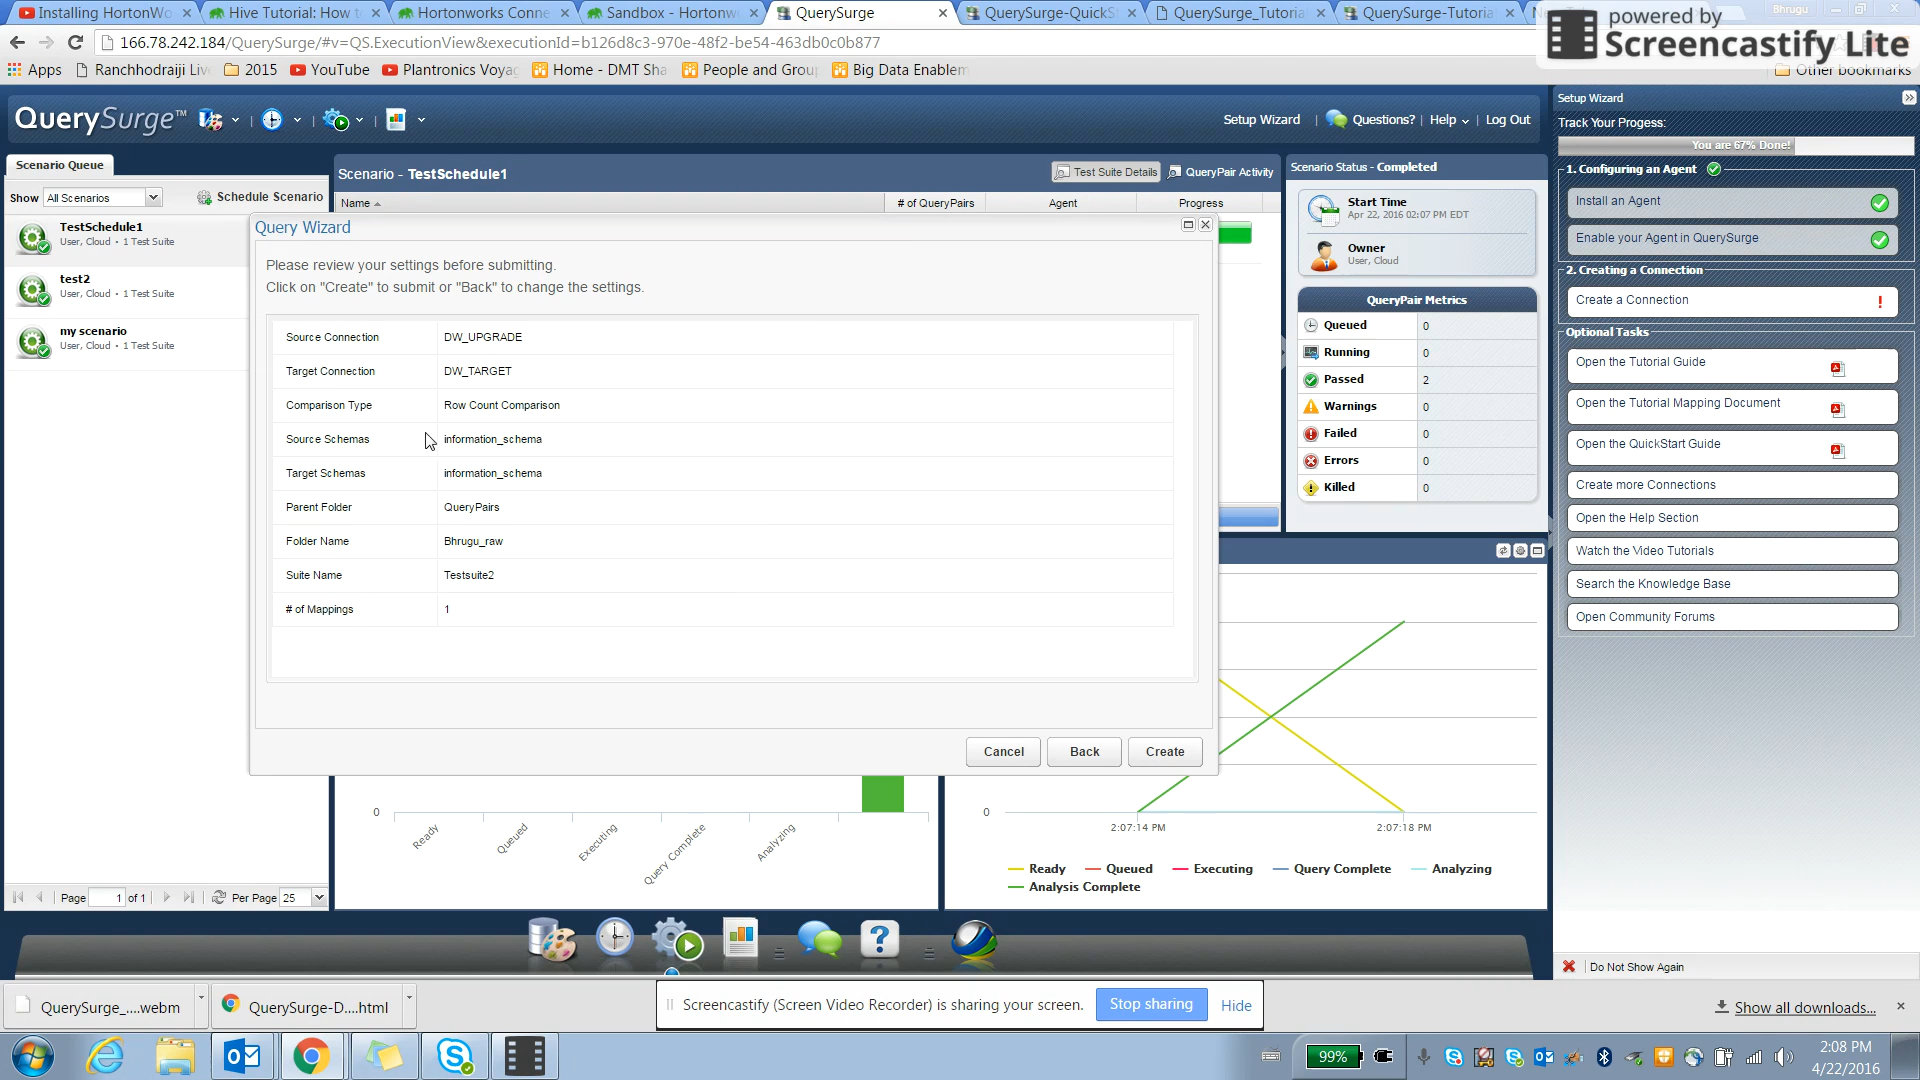 Installing HortonWo
Hive Tutorial: How t
Hortonworks Conne
Sandbox - Hortonw
QuerySurge
QuerySurge-QuickSt
QuerySurge_Tutoria
QuerySurge-Tutoria
Bhrugu
powered by
Screencastify Lite
166.78.242.184/QuerySurge/#v=QS.ExecutionView&executionId=b126d8c3-970e-48f2-be54-463db0c0b877
Apps
Ranchhodraiji Liv
2015
YouTube
Plantronics Voyag
Home - DMT Sha
People and Grou
Big Data Enablem
Other bookmarks
QuerySurge™
Setup Wizard
Questions?
Help
Log Out
Scenario Queue
Show All Scenarios
Schedule Scenario
TestSchedule1
User, Cloud • 1 Test Suite
test2
User, Cloud • 1 Test Suite
my scenario
User, Cloud • 1 Test Suite
Page 1 of 1
Per Page 25
Scenario - TestSchedule1
Test Suite Details
QueryPair Activity
Name
# of QueryPairs
Agent
Progress
Query Wizard
Please review your settings before submitting.
Click on "Create" to submit or "Back" to change the settings.
Source Connection DW_UPGRADE
Target Connection DW_TARGET
Comparison Type Row Count Comparison
Source Schemas information_schema
Target Schemas information_schema
Parent Folder QueryPairs
Folder Name Bhrugu_raw
Suite Name Testsuite2
# of Mappings 1
Cancel
Back
Create
0
Ready
Queued
Executing
Query Complete
Analyzing
0
2:07:14 PM
2:07:18 PM
Ready Queued Executing Query Complete Analyzing
Analysis Complete
Scenario Status - Completed
Start Time
Apr 22, 2016 02:07 PM EDT
Owner
User, Cloud
QueryPair Metrics
Queued 0
Running 0
Passed 2
Warnings 0
Failed 0
Errors 0
Killed 0
Setup Wizard
Track Your Progess:
You are 67% Done!
1. Configuring an Agent
Install an Agent
Enable your Agent in QuerySurge
2. Creating a Connection
Create a Connection
!
Optional Tasks
Open the Tutorial Guide
Open the Tutorial Mapping Document
Open the QuickStart Guide
Create more Connections
Open the Help Section
Watch the Video Tutorials
Search the Knowledge Base
Open Community Forums
Do Not Show Again
QuerySurge_....webm
QuerySurge-D....html
Screencastify (Screen Video Recorder) is sharing your screen.
Stop sharing
Hide
Show all downloads...
99%
2:08 PM
4/22/2016